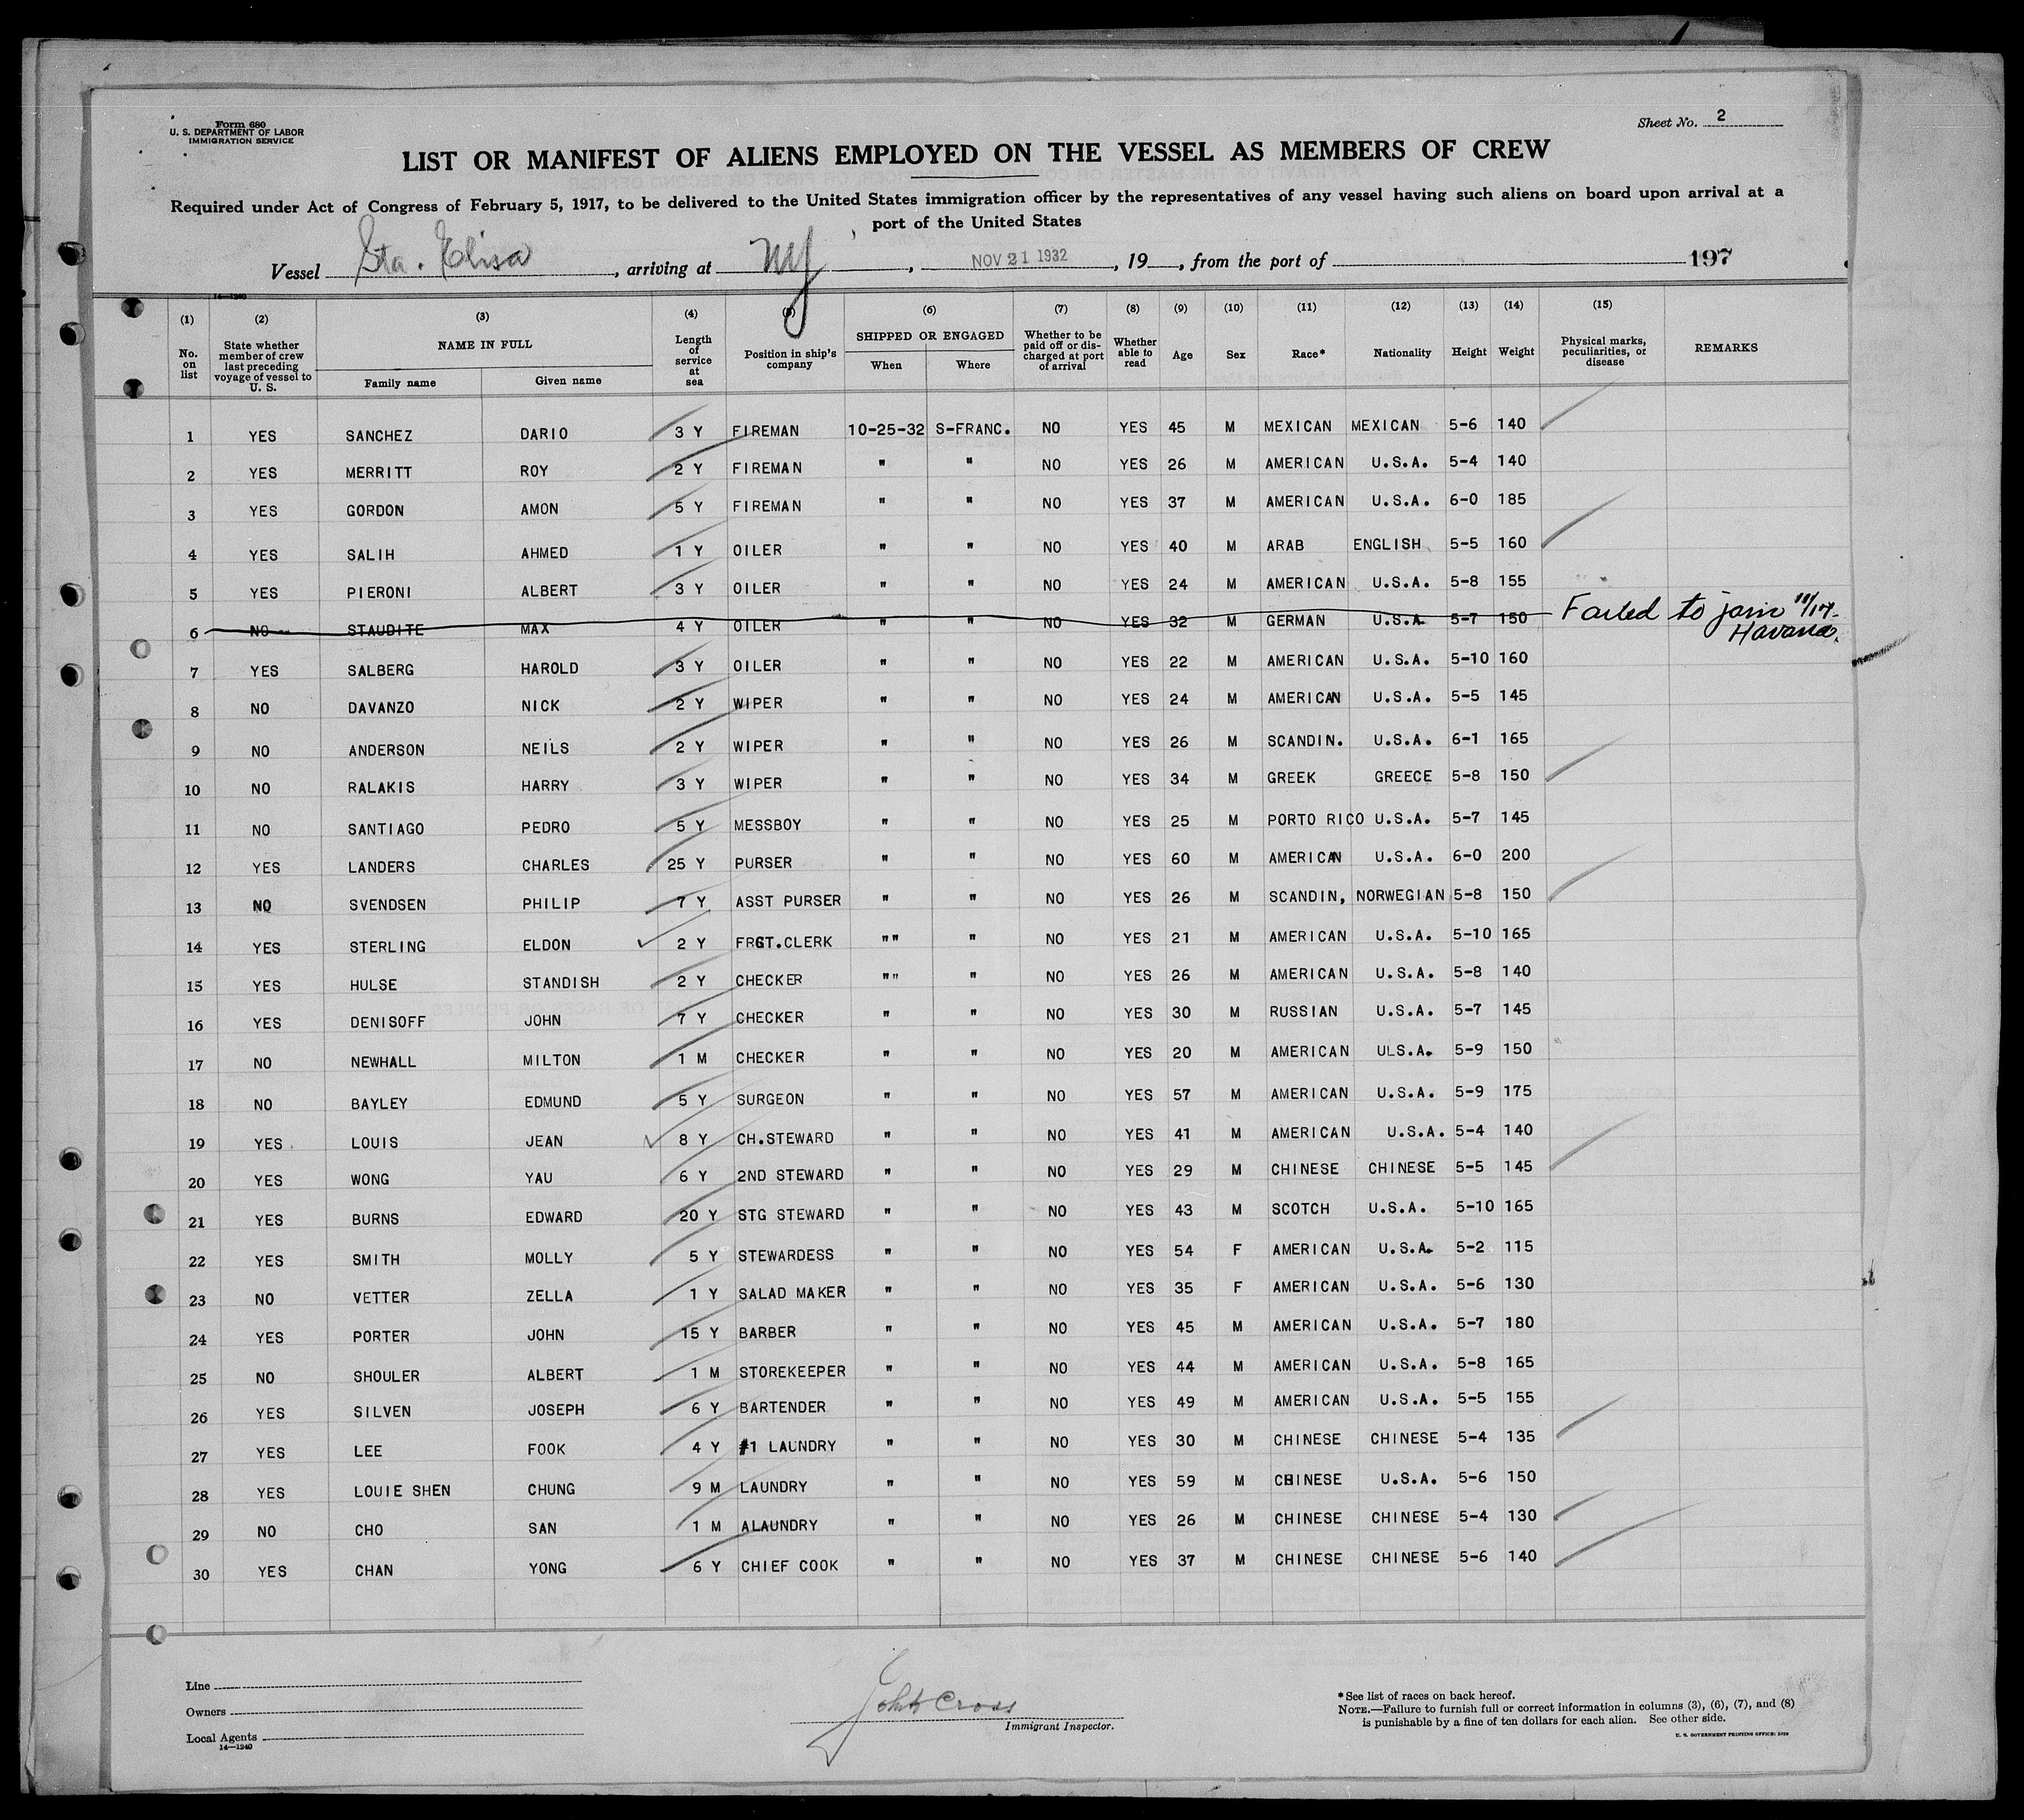 Form 680
U. S. DEPARTMENT OF LABOR
IMMIGRATION SERVICE
Sheet No. 2
LIST OR MANIFEST OF ALIENS EMPLOYED ON THE VESSEL AS MEMBERS OF CREW
Required under Act of Congress of February 5, 1917, to be delivered to the United States immigration officer by the representatives of any vessel having such aliens on board upon arrival at a
port of the United States
Vessel Sta. Elisa, arriving at NY, NOV 21 1932, 19, from the port of 197
14—1240
(1) (2) (3) (4) (5) (6) (7) (8) (9) (10) (11) (12) (13) (14) (15)
No. on list State whether member of crew last preceding voyage of vessel to U. S. NAME IN FULL Family name Given name Length of service at sea Position in ship's company SHIPPED OR ENGAGED When Where Whether to be paid off or discharged at port of arrival Whether able to read Age Sex Race* Nationality Height Weight Physical marks, peculiarities, or disease REMARKS
1 YES SANCHEZ DARIO 3 Y FIREMAN 10-25-32 S-FRANC. NO YES 45 M MEXICAN MEXICAN 5-6 140
2 YES MERRITT ROY 2 Y FIREMAN " " NO YES 26 M AMERICAN U.S.A. 5-4 140
3 YES GORDON AMON 5 Y FIREMAN " " NO YES 37 M AMERICAN U.S.A. 6-0 185
4 YES SALIH AHMED 1 Y OILER " " NO YES 40 M ARAB ENGLISH 5-5 160
5 YES PIERONI ALBERT 3 Y OILER " " NO YES 24 M AMERICAN U.S.A. 5-8 155
6 NO STAUDITE MAX 4 Y OILER " " NO YES 32 M GERMAN U.S.A. 5-7 150 Failed to join 11/17- Havana.
7 YES SALBERG HAROLD 3 Y OILER " " NO YES 22 M AMERICAN U.S.A. 5-10 160
8 NO DAVANZO NICK 2 Y WIPER " " NO YES 24 M AMERICAN U.S.A. 5-5 145
9 NO ANDERSON NEILS 2 Y WIPER " " NO YES 26 M SCANDIN. U.S.A. 6-1 165
10 NO RALAKIS HARRY 3 Y WIPER " " NO YES 34 M GREEK GREECE 5-8 150
11 NO SANTIAGO PEDRO 5 Y MESSBOY " " NO YES 25 M PORTO RICO U.S.A. 5-7 145
12 YES LANDERS CHARLES 25 Y PURSER " " NO YES 60 M AMERICAN U.S.A. 6-0 200
13 NO SVENDSEN PHILIP 7 Y ASST PURSER " " NO YES 26 M SCANDIN, NORWEGIAN 5-8 150
14 YES STERLING ELDON 2 Y FRGT.CLERK "" " NO YES 21 M AMERICAN U.S.A. 5-10 165
15 YES HULSE STANDISH 2 Y CHECKER "" " NO YES 26 M AMERICAN U.S.A. 5-8 140
16 YES DENISOFF JOHN 7 Y CHECKER " " NO YES 30 M RUSSIAN U.S.A. 5-7 145
17 NO NEWHALL MILTON 1 M CHECKER " " NO YES 20 M AMERICAN ULS.A. 5-9 150
18 NO BAYLEY EDMUND 5 Y SURGEON " " NO YES 57 M AMERICAN U.S.A. 5-9 175
19 YES LOUIS JEAN 8 Y CH.STEWARD " " NO YES 41 M AMERICAN U.S.A. 5-4 140
20 YES WONG YAU 6 Y 2ND STEWARD " " NO YES 29 M CHINESE CHINESE 5-5 145
21 YES BURNS EDWARD 20 Y STG STEWARD " " NO YES 43 M SCOTCH U.S.A. 5-10 165
22 YES SMITH MOLLY 5 Y STEWARDESS " " NO YES 54 F AMERICAN U.S.A. 5-2 115
23 NO VETTER ZELLA 1 Y SALAD MAKER " " NO YES 35 F AMERICAN U.S.A. 5-6 130
24 YES PORTER JOHN 15 Y BARBER " " NO YES 45 M AMERICAN U.S.A. 5-7 180
25 NO SHOULER ALBERT 1 M STOREKEEPER " " NO YES 44 M AMERICAN U.S.A. 5-8 165
26 YES SILVEN JOSEPH 6 Y BARTENDER " " NO YES 49 M AMERICAN U.S.A. 5-5 155
27 YES LEE FOOK 4 Y #1 LAUNDRY " " NO YES 30 M CHINESE CHINESE 5-4 135
28 YES LOUIE SHEN CHUNG 9 M LAUNDRY " " NO YES 59 M CHINESE U.S.A. 5-6 150
29 NO CHO SAN 1 M ALAUNDRY " " NO YES 26 M CHINESE CHINESE 5-4 130
30 YES CHAN YONG 6 Y CHIEF COOK " " NO YES 37 M CHINESE CHINESE 5-6 140
Line
Owners
Local Agents
14—1240
John Cross
Immigrant Inspector.
*See list of races on back hereof.
NOTE.—Failure to furnish full or correct information in columns (3), (6), (7), and (8)
is punishable by a fine of ten dollars for each alien. See other side.
U. S. GOVERNMENT PRINTING OFFICE: